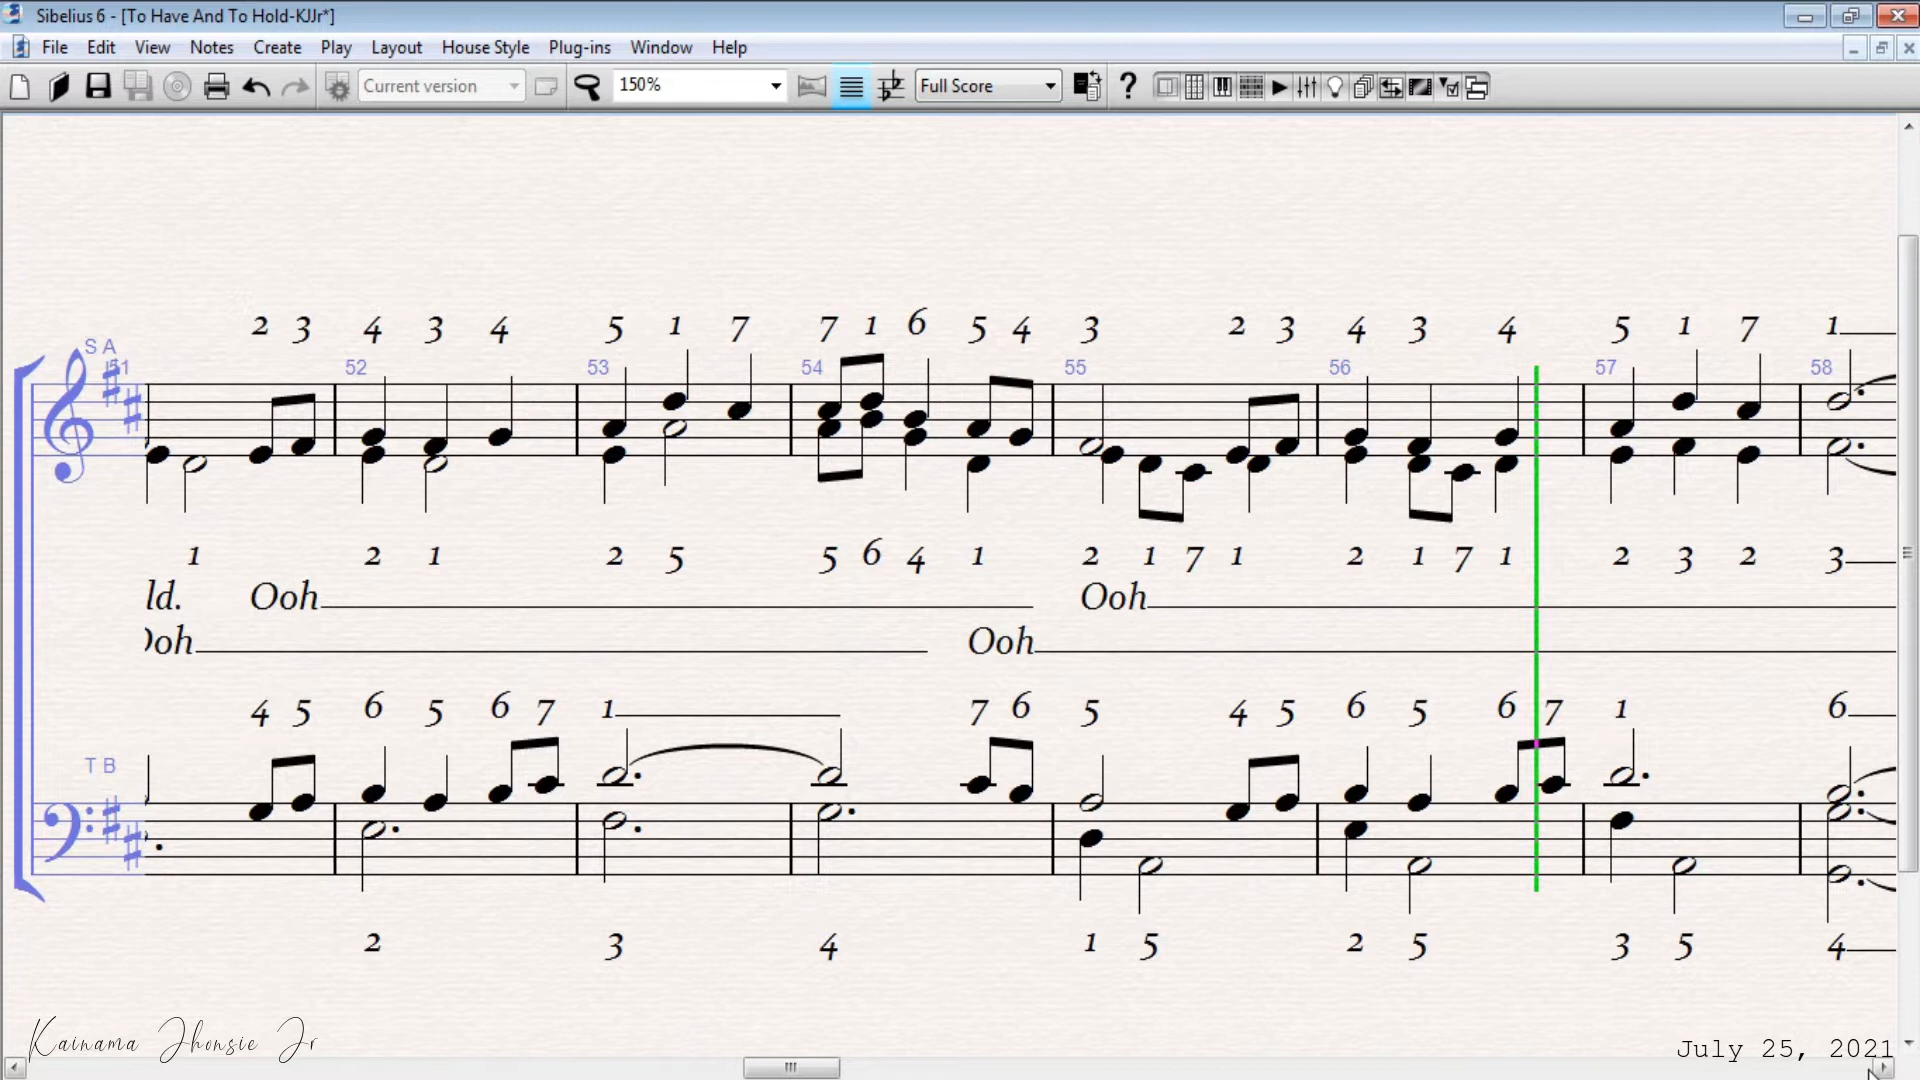 Sibelius 6 - [To Have And To Hold-KJJr*]
File Edit View Notes Create Play Layout House Style Plug-ins Window Help
Current version 150% Full Score
2 3 4 3 4 5 1 7 7 1 6 5 4 3 2 3 4 3 4 5 1 7 1
S A
51 52 53 54 55 56 57 58
1 2 1 2 5 5 6 4 1 2 1 7 1 2 1 7 1 2 3 2 3
ld. Ooh Ooh
Ooh Ooh
4 5 6 5 6 7 1 7 6 5 4 5 6 5 6 7 1 6
T B
2 3 4 1 5 2 5 3 5 4
Kainama Jhonsie Jr
July 25, 2021